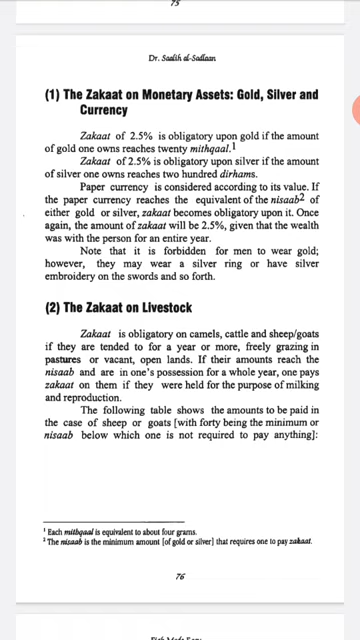 75
Dr. Saalih al-Sadlaan
(1) The Zakaat on Monetary Assets: Gold, Silver and
Currency
Zakaat of 2.5% is obligatory upon gold if the amount
of gold one owns reaches twenty mithqaal.1
Zakaat of 2.5% is obligatory upon silver if the amount
of silver one owns reaches two hundred dirhams.
Paper currency is considered according to its value. If
the paper currency reaches the equivalent of the nisaab2 of
either gold or silver, zakaat becomes obligatory upon it. Once
again, the amount of zakaat will be 2.5%, given that the wealth
was with the person for an entire year.
Note that it is forbidden for men to wear gold;
however, they may wear a silver ring or have silver
embroidery on the swords and so forth.
(2) The Zakaat on Livestock
Zakaat is obligatory on camels, cattle and sheep/goats
if they are tended to for a year or more, freely grazing in
pastures or vacant, open lands. If their amounts reach the
nisaab and are in one's possession for a whole year, one pays
zakaat on them if they were held for the purpose of milking
and reproduction.
The following table shows the amounts to be paid in
the case of sheep or goats [with forty being the minimum or
nisaab below which one is not required to pay anything]:
1 Each mithqaal is equivalent to about four grams.
2 The nisaab is the minimum amount [of gold or silver] that requires one to pay zakaat.
76